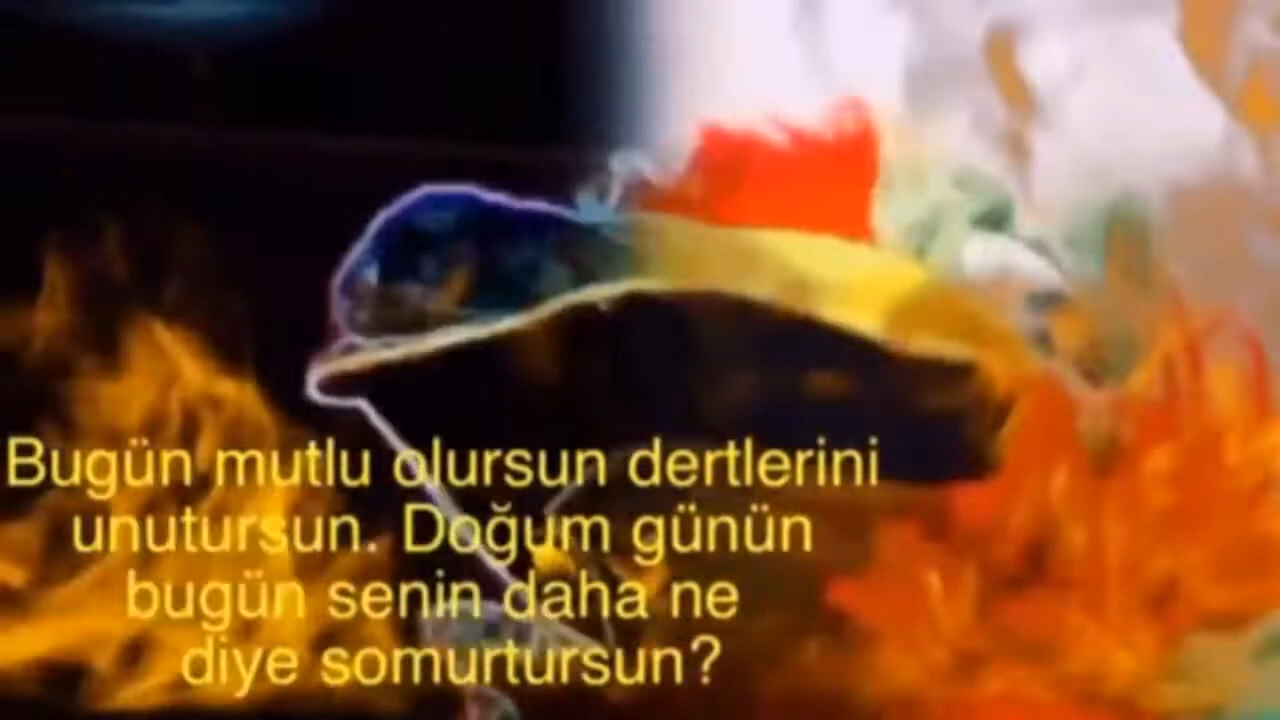 Bugün mutlu olursun dertlerini
unutursun. Doğum günün
bugün senin daha ne
diye somurtursun?